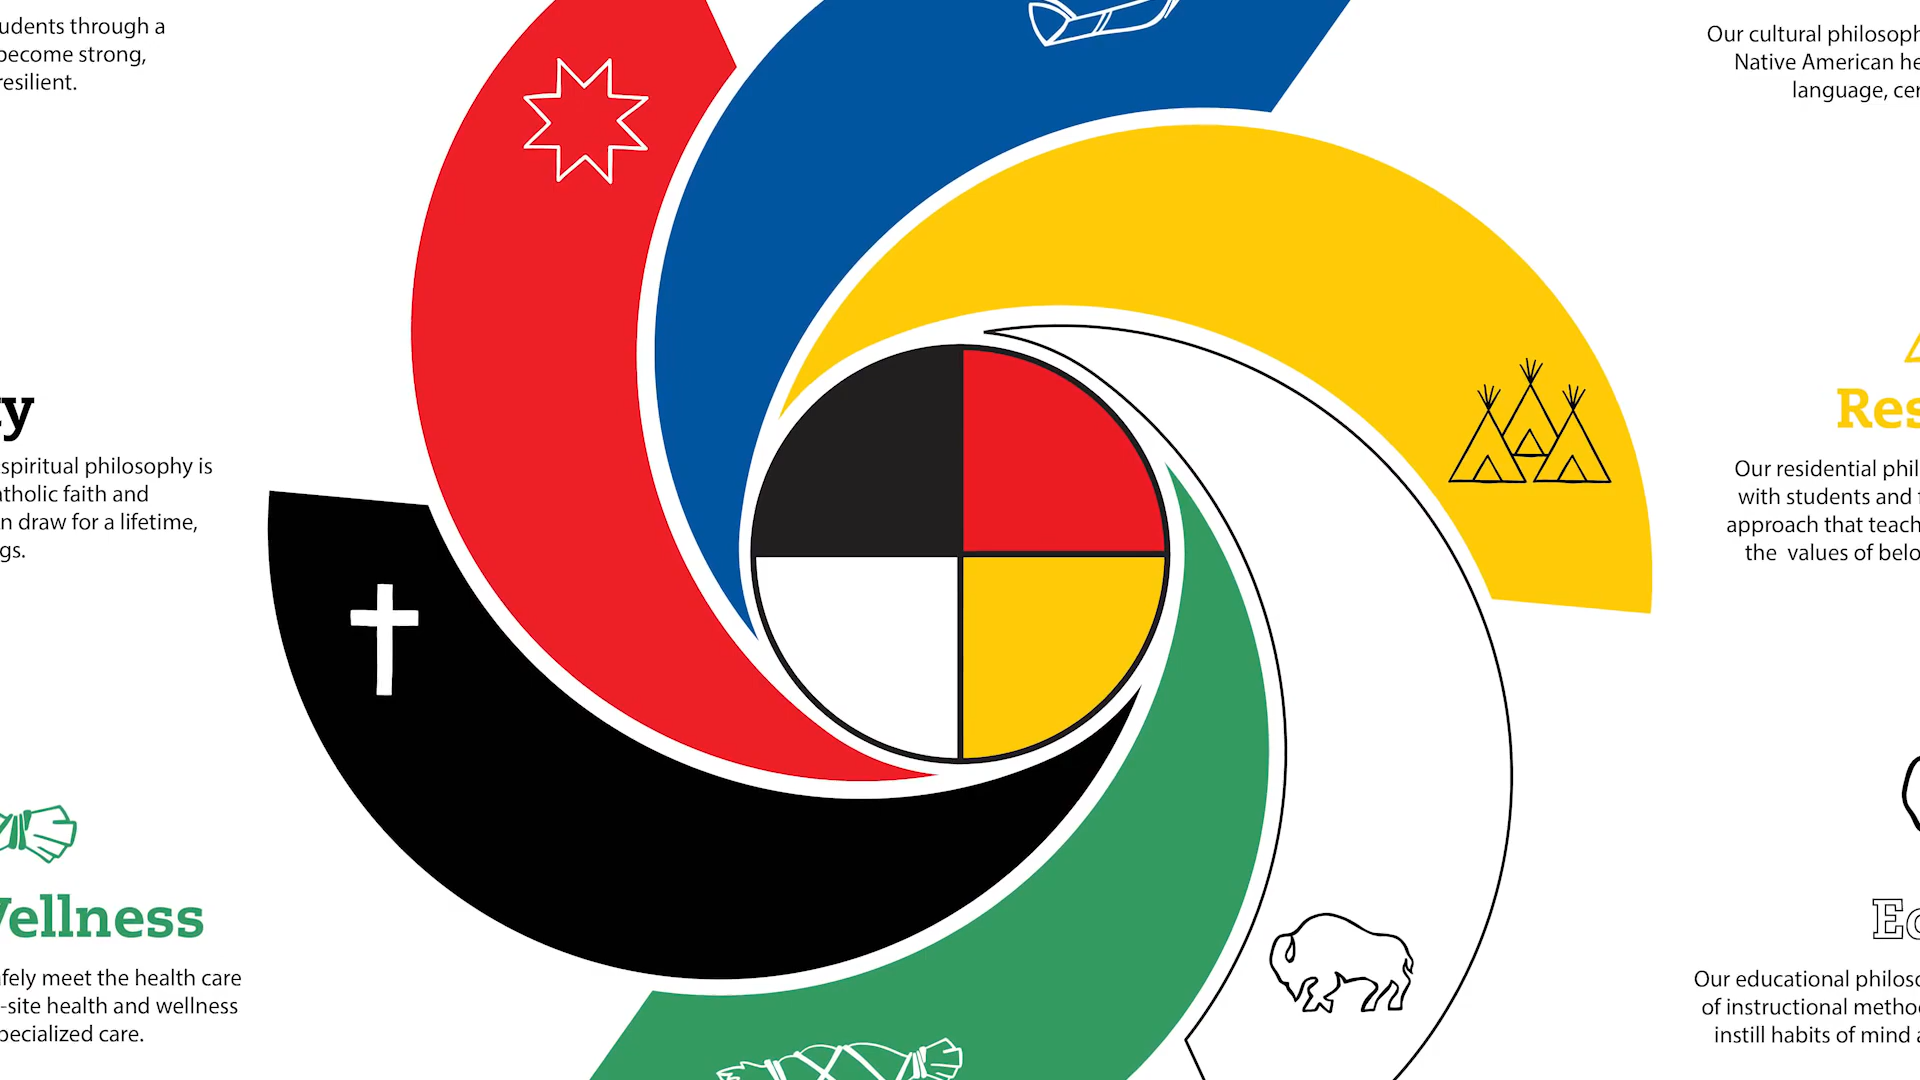 udents through a
become strong,
resilient.
y
spiritual philosophy is
atholic faith and
n draw for a lifetime,
gs.
Wellness
afely meet the health care
-site health and wellness
pecialized care.
Our cultural philosoph
Native American he
language, cer
Res
Our residential phil
with students and f
approach that teach
the values of belo
Ed
Our educational philoso
of instructional metho
instill habits of mind a